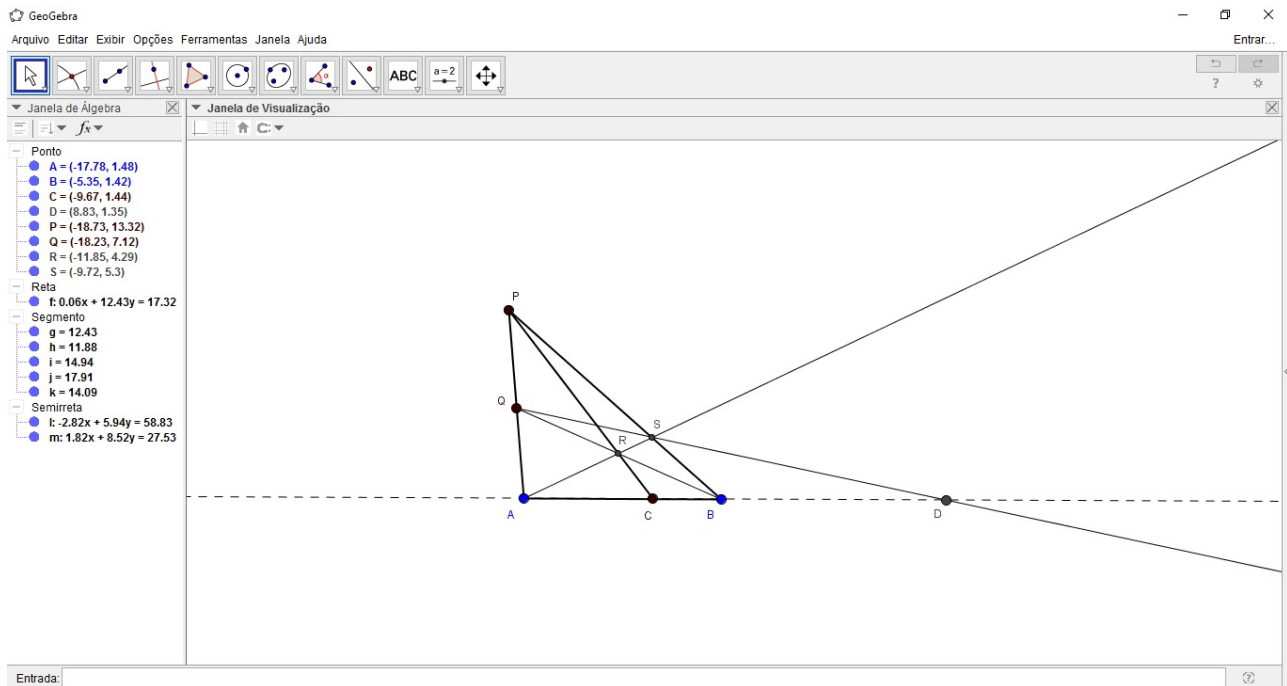 GeoGebra
Arquivo Editar Exibir Opções Ferramentas Janela Ajuda
Entrar...
ABC
a=2
Janela de Álgebra
Janela de Visualização
fx
Ponto
A = (-17.78, 1.48)
B = (-5.35, 1.42)
C = (-9.67, 1.44)
D = (8.83, 1.35)
P = (-18.73, 13.32)
Q = (-18.23, 7.12)
R = (-11.85, 4.29)
S = (-9.72, 5.3)
Reta
f: 0.06x + 12.43y = 17.32
Segmento
g = 12.43
h = 11.88
i = 14.94
j = 17.91
k = 14.09
Semirreta
l: -2.82x + 5.94y = 58.83
m: 1.82x + 8.52y = 27.53
P
Q
S
R
A
C
B
D
Entrada: